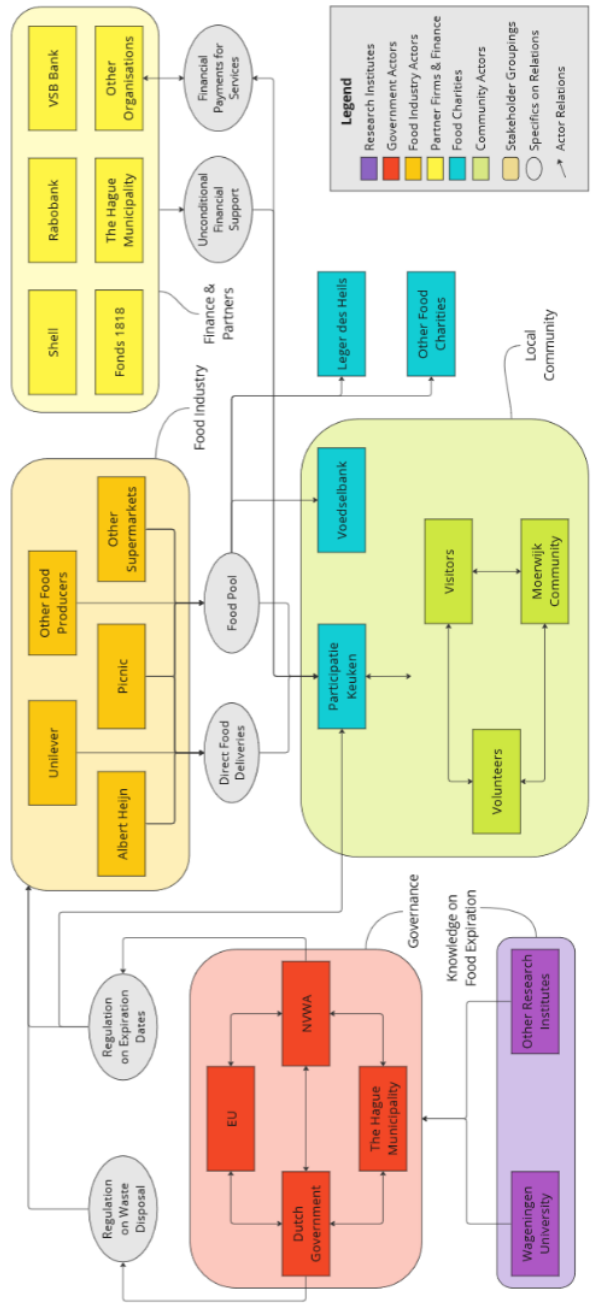 Regulation
on Waste
Disposal
Regulation
on Expiration
Dates
EU
Dutch
Government
NVWA
The Hague
Municipality
Governance
Knowledge on
Food Expiration
Wageningen
University
Other Research
Institutes
Unilever
Other Food
Producers
Albert Heijn
Picnic
Other
Supermarkets
Food Industry
Direct Food
Deliveries
Food Pool
Participatie
Keuken
Voedselbank
Leger des Heils
Other Food
Charities
Visitors
Volunteers
Moerwijk
Community
Local
Community
Shell
Rabobank
VSB Bank
Fonds 1818
The Hague
Municipality
Other
Organisations
Finance &
Partners
Unconditional
Financial
Support
Financial
Payments for
Services
Legend
Research Institutes
Government Actors
Food Industry Actors
Partner Firms & Finance
Food Charities
Community Actors
Stakeholder Groupings
Specifics on Relations
Actor Relations